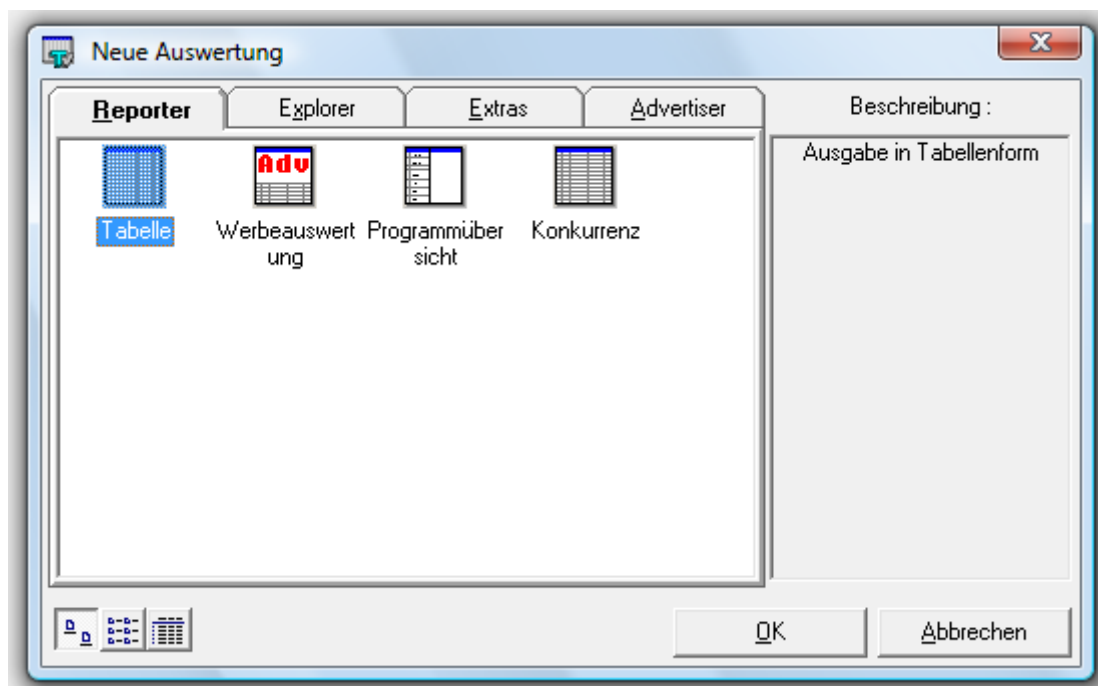 Neue Auswertung
Reporter
Explorer
Extras
Advertiser
Beschreibung :
Adv
Tabelle
Werbeauswert
ung
Programmüber
sicht
Konkurrenz
Ausgabe in Tabellenform
OK
Abbrechen